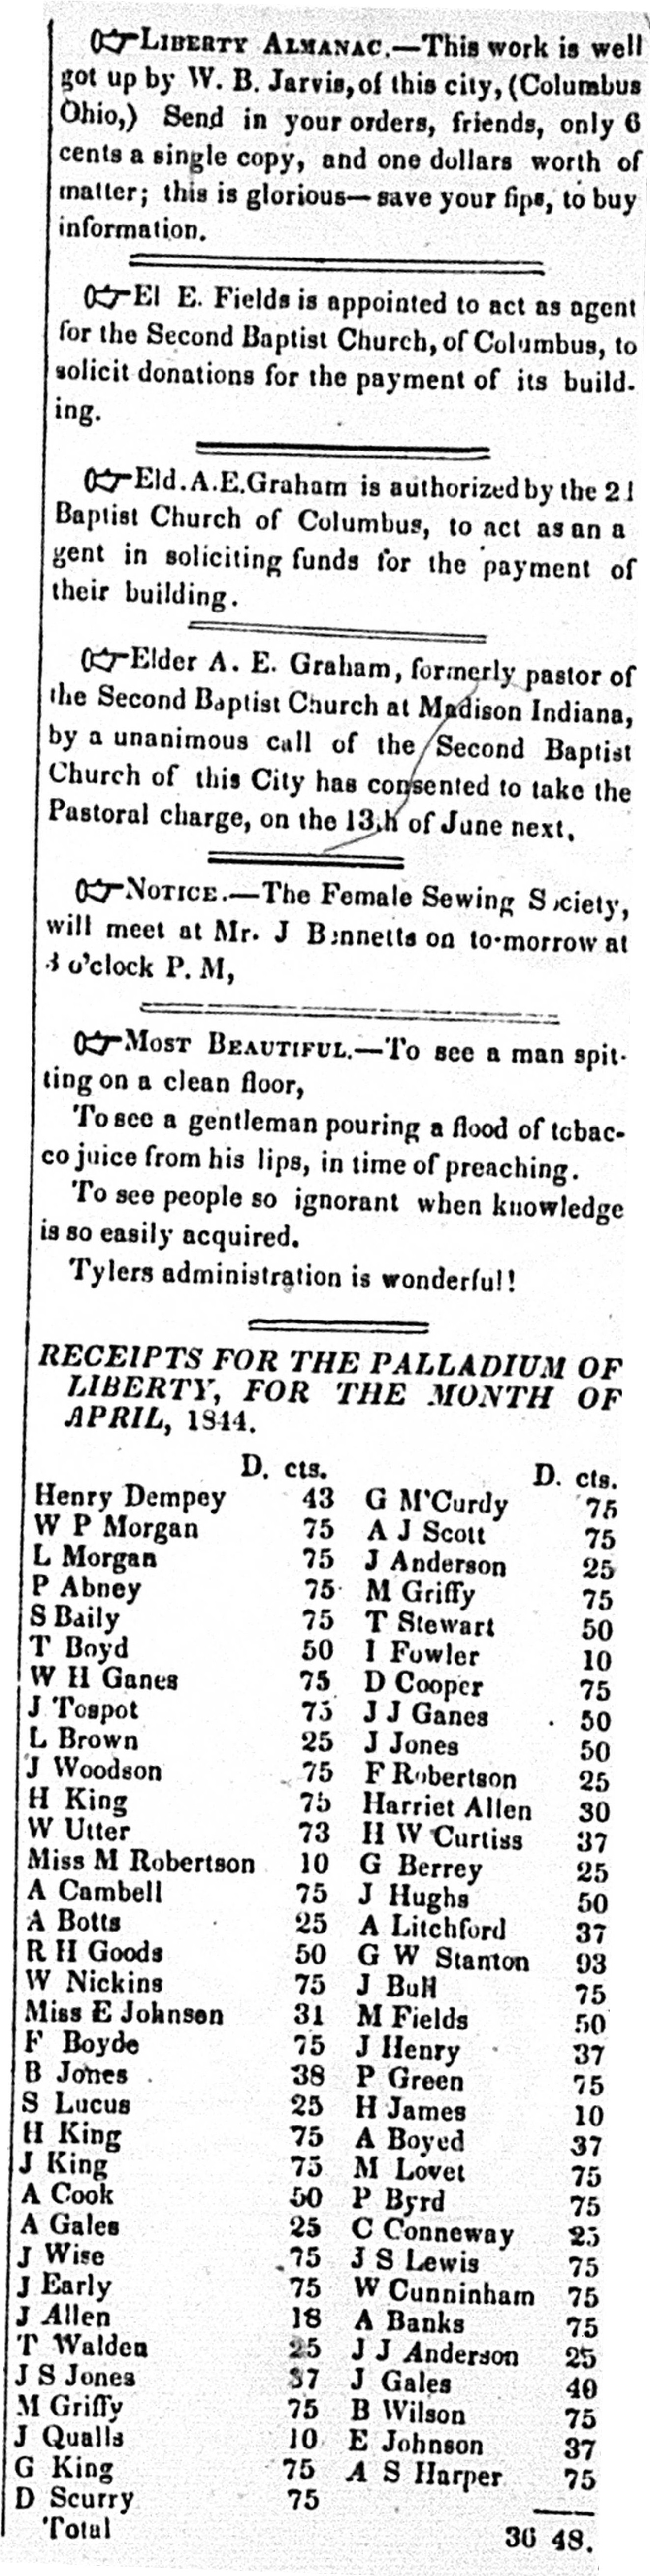 LIBERTY ALMANAC.—This work is well
got up by W. B. Jarvis, of this city, (Columbus
Ohio,) Send in your orders, friends, only 6
cents a single copy, and one dollars worth of
matter; this is glorious—save your fips, to buy
information.
El E. Fields is appointed to act as agent
for the Second Baptist Church, of Columbus, to
solicit donations for the payment of its build-
ing.
Eld. A. E. Graham is authorized by the 2d
Baptist Church of Columbus, to act as an a
gent in soliciting funds for the payment of
their building.
Elder A. E. Graham, formerly pastor of
the Second Baptist Church at Madison Indiana,
by a unanimous call of the Second Baptist
Church of this City has consented to take the
Pastoral charge, on the 13th of June next.
NOTICE.—The Female Sewing Society,
will meet at Mr. J Bennetts on to-morrow at
o'clock P. M,
MOST BEAUTIFUL.—To see a man spit-
ting on a clean floor,
To see a gentleman pouring a flood of tobac-
co juice from his lips, in time of preaching.
To see people so ignorant when knowledge
is so easily acquired.
Tylers administration is wonderful!
RECEIPTS FOR THE PALLADIUM OF
LIBERTY, FOR THE MONTH OF
APRIL, 1844.
D. cts. D. cts.
Henry Dempey 43 G M'Curdy 75
W P Morgan 75 A J Scott 75
L Morgan 75 J Anderson 25
P Abney 75 M Griffy 75
S Baily 75 T Stewart 50
T Boyd 50 I Fowler 10
W H Ganes 75 D Cooper 75
J Tospot 75 J J Ganes 50
L Brown 25 J Jones 50
J Woodson 75 F Robertson 25
H King 75 Harriet Allen 30
W Utter 73 H W Curtiss 37
Miss M Robertson 10 G Berrey 25
A Cambell 75 J Hughs 50
A Botts 25 A Litchford 37
R H Goods 50 G W Stanton 93
W Nickins 75 J Bull 75
Miss E Johnson 31 M Fields 50
F Boyde 75 J Henry 37
B Jones 38 P Green 75
S Lucus 25 H James 10
H King 75 A Boyed 37
J King 75 M Lovet 75
A Cook 50 P Byrd 75
A Gales 25 C Conneway 25
J Wise 75 J S Lewis 75
J Early 75 W Cunninham 75
J Allen 18 A Banks 75
T Walden 25 J J Anderson 25
J S Jones 37 J Gales 40
M Griffy 75 B Wilson 75
J Qualls 10 E Johnson 37
G King 75 A S Harper 75
D Scurry 75
Total 36 48.